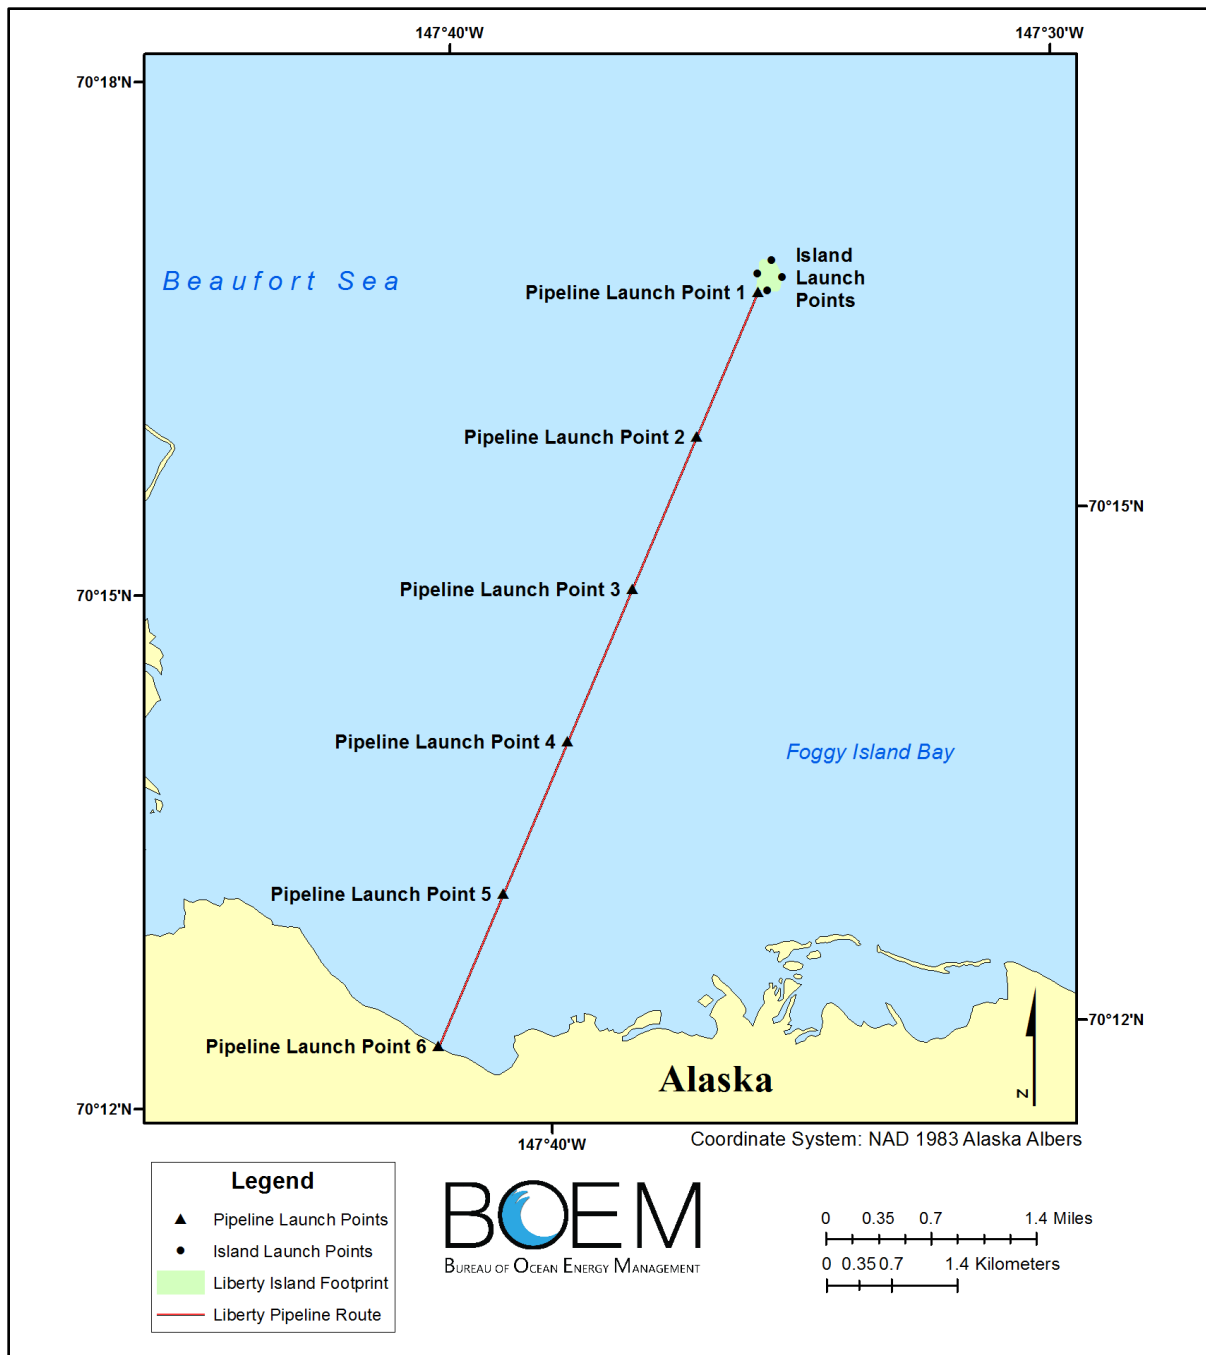 147°40'W
147°30'W
70°18'N
Beaufort Sea
Island
Launch
Points
Pipeline Launch Point 1
Pipeline Launch Point 2
70°15'N
Pipeline Launch Point 3
70°15'N
Pipeline Launch Point 4
Foggy Island Bay
Pipeline Launch Point 5
70°12'N
Pipeline Launch Point 6
Alaska
N
70°12'N
147°40'W
Coordinate System: NAD 1983 Alaska Albers
Legend
Pipeline Launch Points
Island Launch Points
Liberty Island Footprint
Liberty Pipeline Route
BOEM
BUREAU OF OCEAN ENERGY MANAGEMENT
0 0.35 0.7 1.4 Miles
0 0.35 0.7 1.4 Kilometers